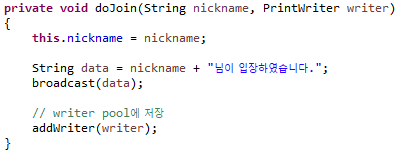 private void doJoin(String nickname, PrintWriter writer)
{
    this.nickname = nickname;

    String data = nickname + "님이 입장하였습니다.";
    broadcast(data);

    // writer pool에 저장
    addWriter(writer);
}